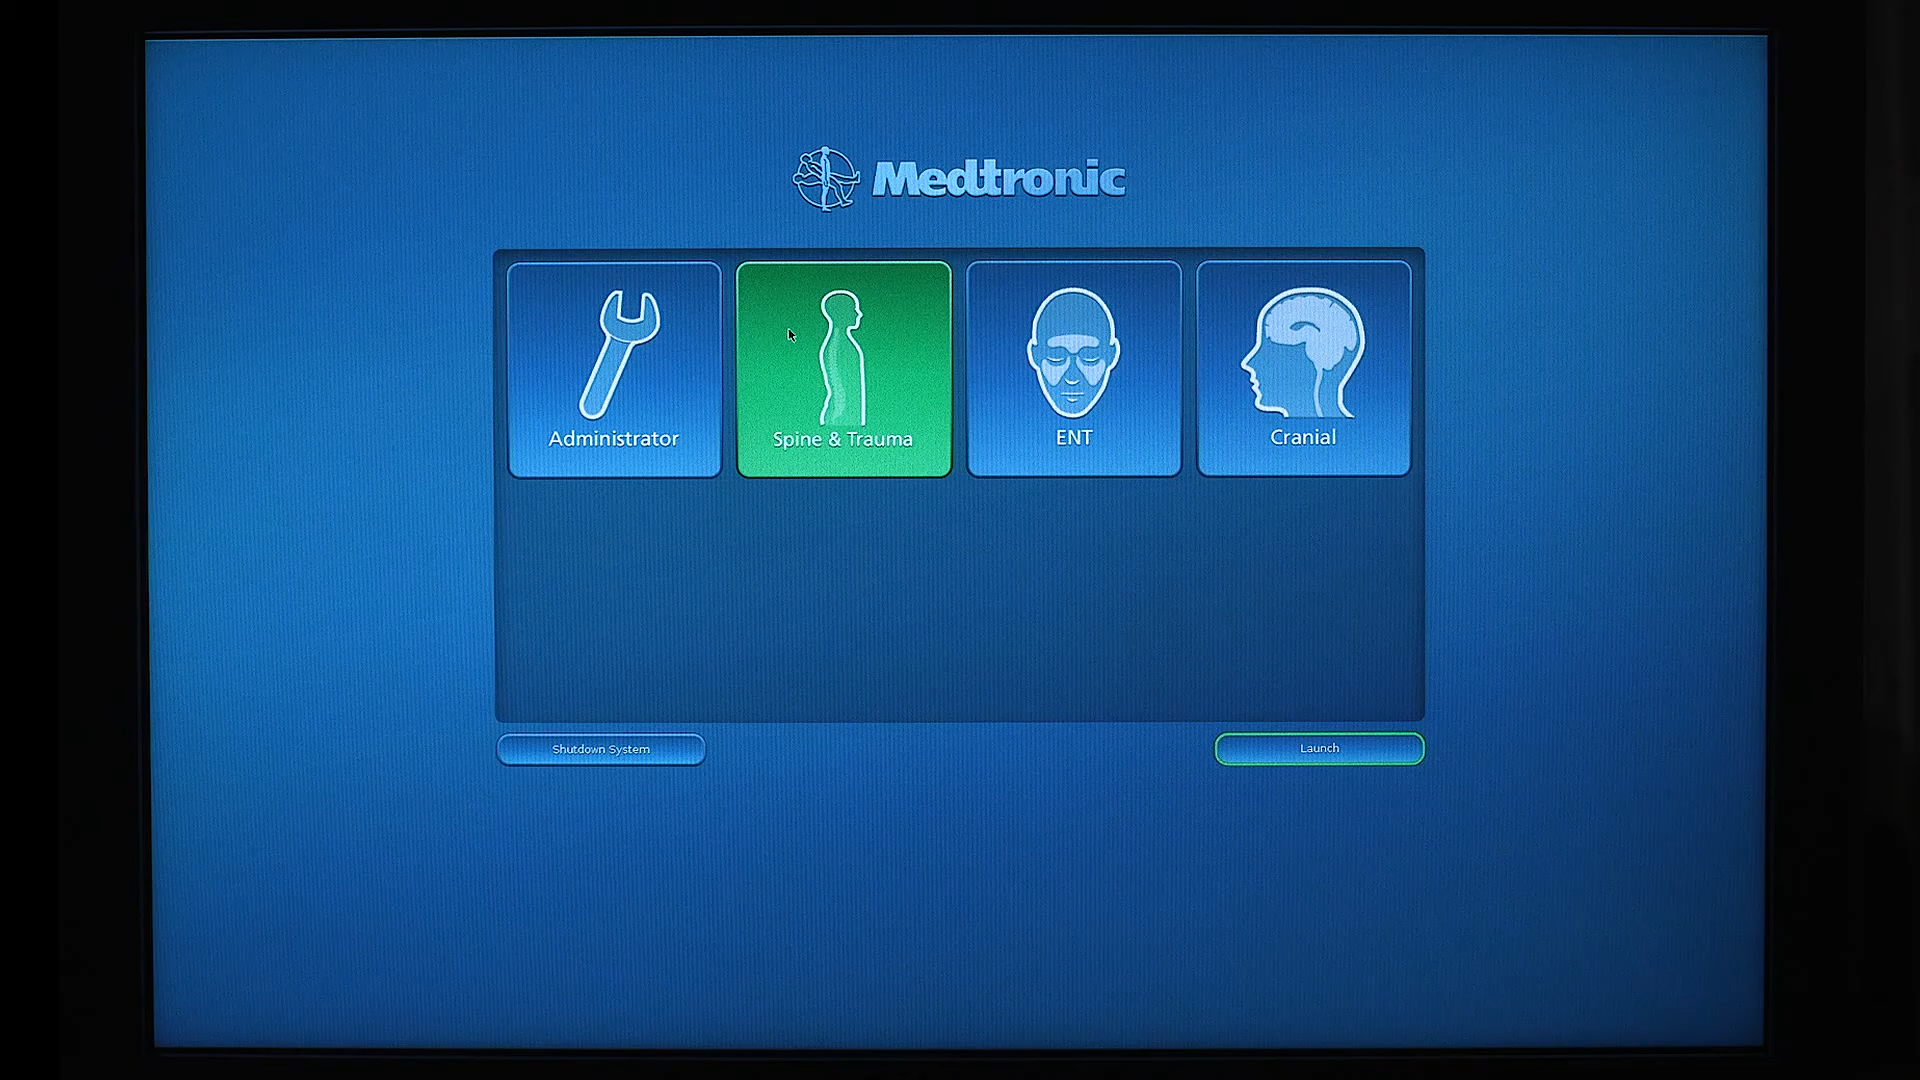 Medtronic
Administrator
Spine & Trauma
ENT
Cranial
Shutdown System
Launch